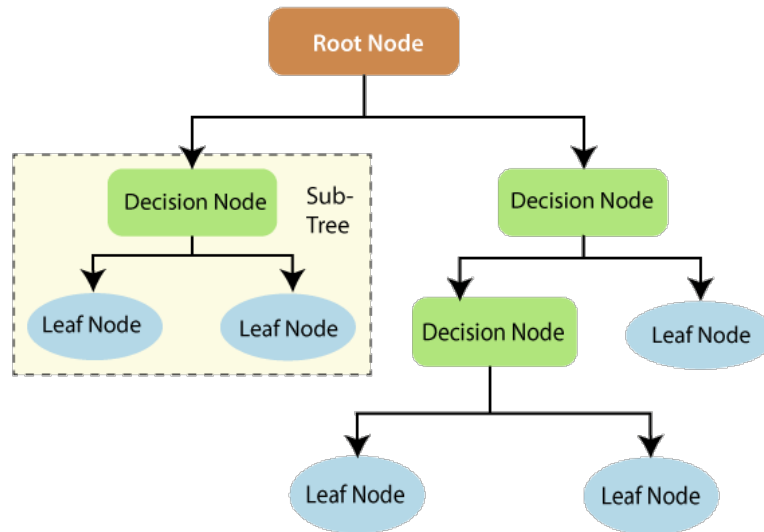 Root Node
Decision Node
Sub-
Tree
Decision Node
Leaf Node
Leaf Node
Decision Node
Leaf Node
Leaf Node
Leaf Node